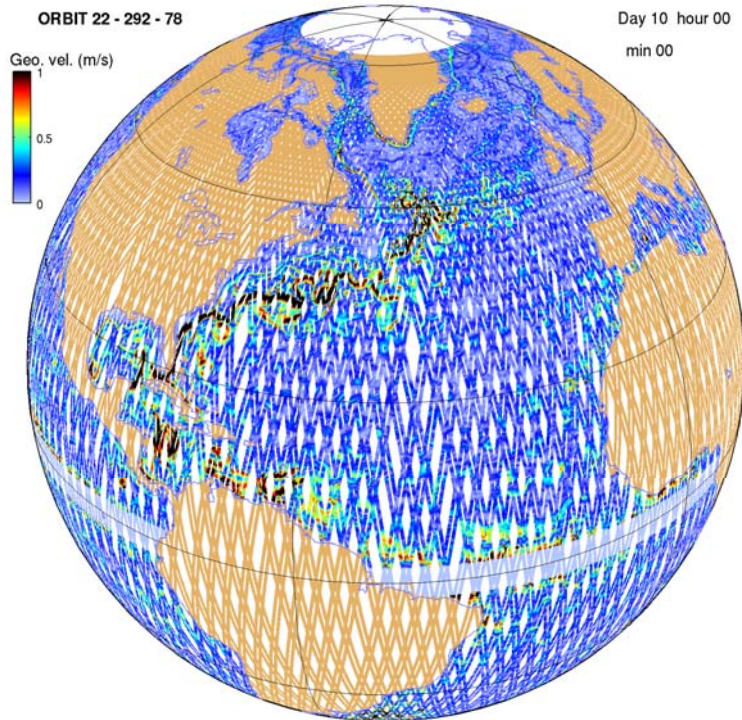 ORBIT 22 - 292 - 78
Day 10 hour 00
min 00
Geo. vel. (m/s)
1
0.5
0